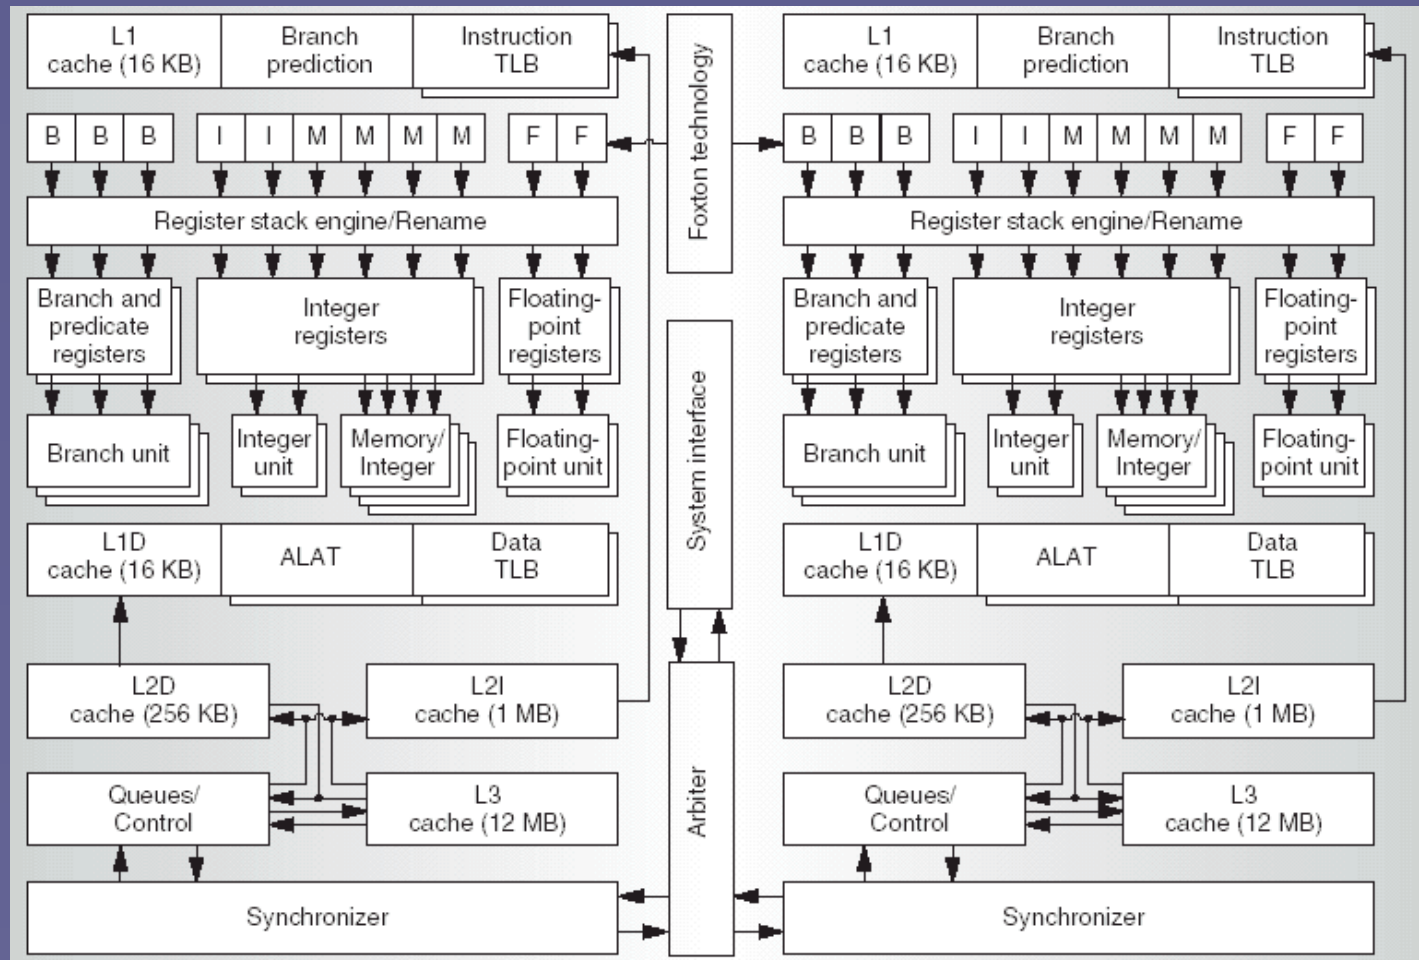 L1
cache (16 KB)
Branch
prediction
Instruction
TLB
B B B I I M M M M F F
Register stack engine/Rename
Branch and
predicate
registers
Integer
registers
Floating-
point
registers
Branch unit
Integer
unit
Memory/
Integer
Floating-
point unit
L1D
cache (16 KB)
ALAT
Data
TLB
L2D
cache (256 KB)
L2I
cache (1 MB)
Queues/
Control
L3
cache (12 MB)
Synchronizer
Foxton technology
System interface
Arbiter
L1
cache (16 KB)
Branch
prediction
Instruction
TLB
B B B I I M M M M F F
Register stack engine/Rename
Branch and
predicate
registers
Integer
registers
Floating-
point
registers
Branch unit
Integer
unit
Memory/
Integer
Floating-
point unit
L1D
cache (16 KB)
ALAT
Data
TLB
L2D
cache (256 KB)
L2I
cache (1 MB)
Queues/
Control
L3
cache (12 MB)
Synchronizer